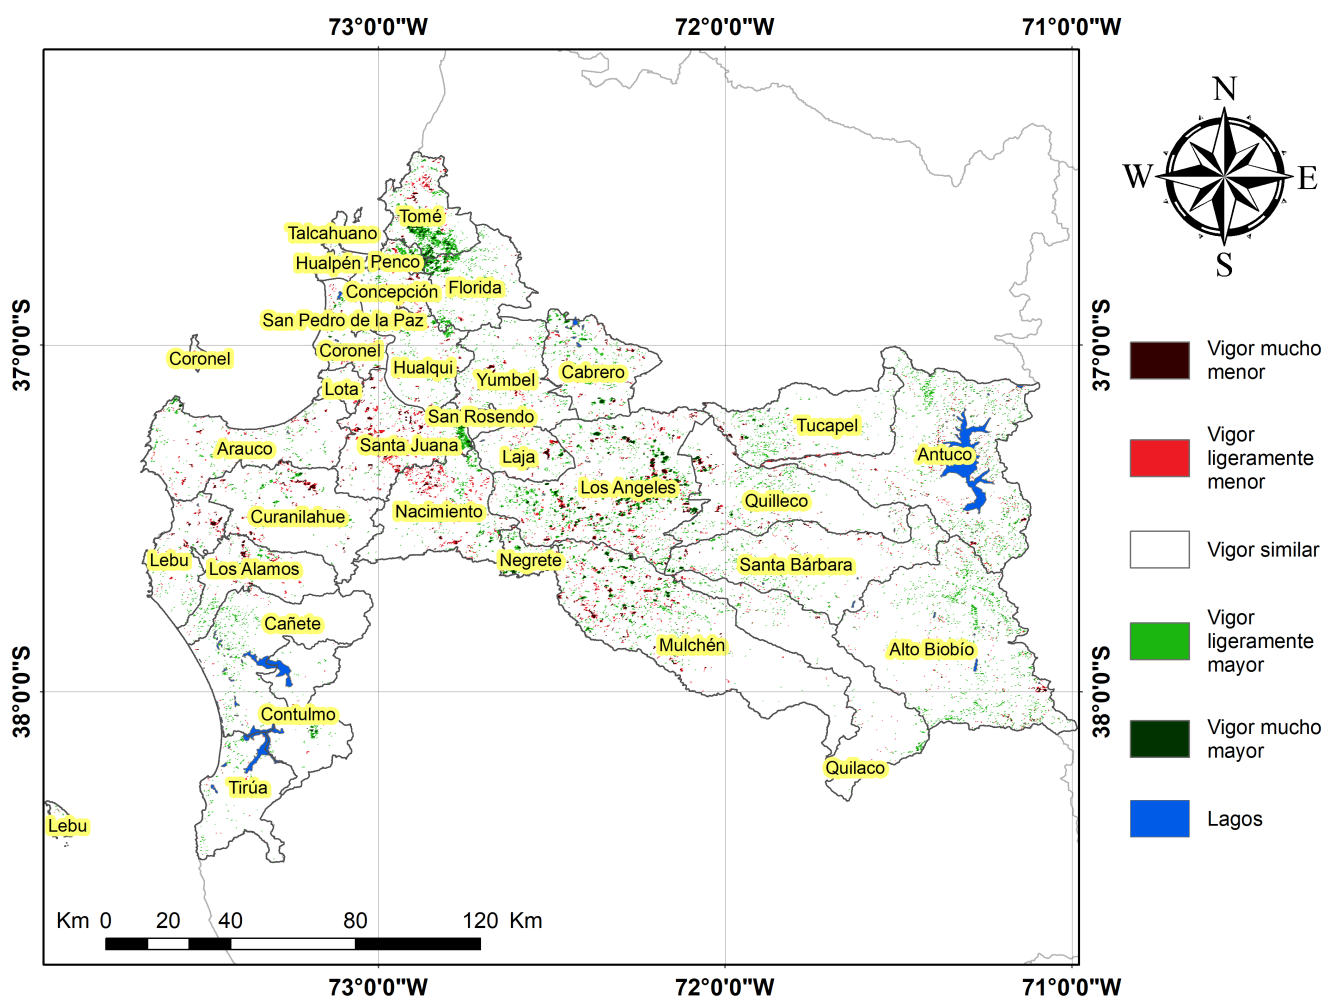 73°0'0"W
72°0'0"W
71°0'0"W
N
W
E
S
Tomé
Talcahuano
Hualpén
Penco
Concepción
Florida
San Pedro de la Paz
37°0'0"S
37°0'0"S
Coronel
Coronel
Hualqui
Yumbel
Cabrero
Lota
San Rosendo
Tucapel
Arauco
Santa Juana
Laja
Antuco
Los Angeles
Quilleco
Curanilahue
Nacimiento
Lebu
Los Alamos
Negrete
Santa Bárbara
Cañete
Mulchén
Alto Biobío
38°0'0"S
38°0'0"S
Contulmo
Quilaco
Tirúa
Lebu
Km 0 20 40 80 120 Km
73°0'0"W
72°0'0"W
71°0'0"W
Vigor mucho
menor
Vigor
ligeramente
menor
Vigor similar
Vigor
ligeramente
mayor
Vigor mucho
mayor
Lagos